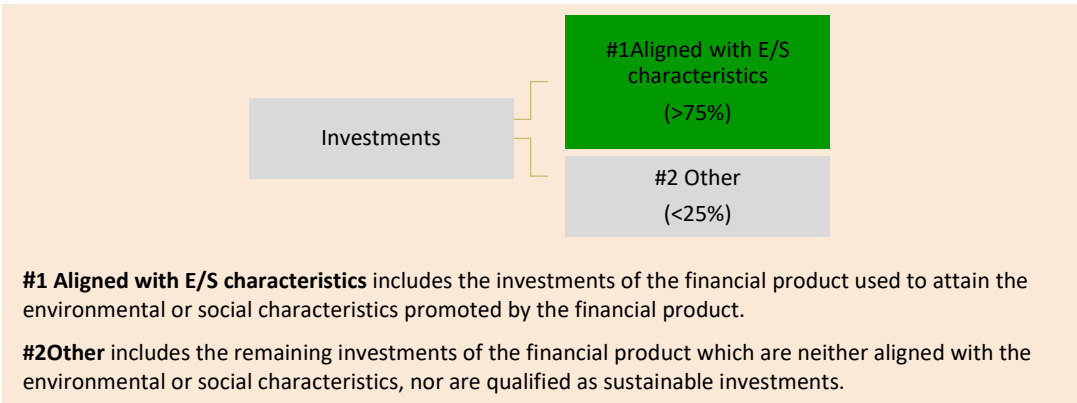 #1Aligned with E/S
characteristics
(>75%)
Investments
#2 Other
(<25%)
#1 Aligned with E/S characteristics includes the investments of the financial product used to attain the
environmental or social characteristics promoted by the financial product.
#2Other includes the remaining investments of the financial product which are neither aligned with the
environmental or social characteristics, nor are qualified as sustainable investments.